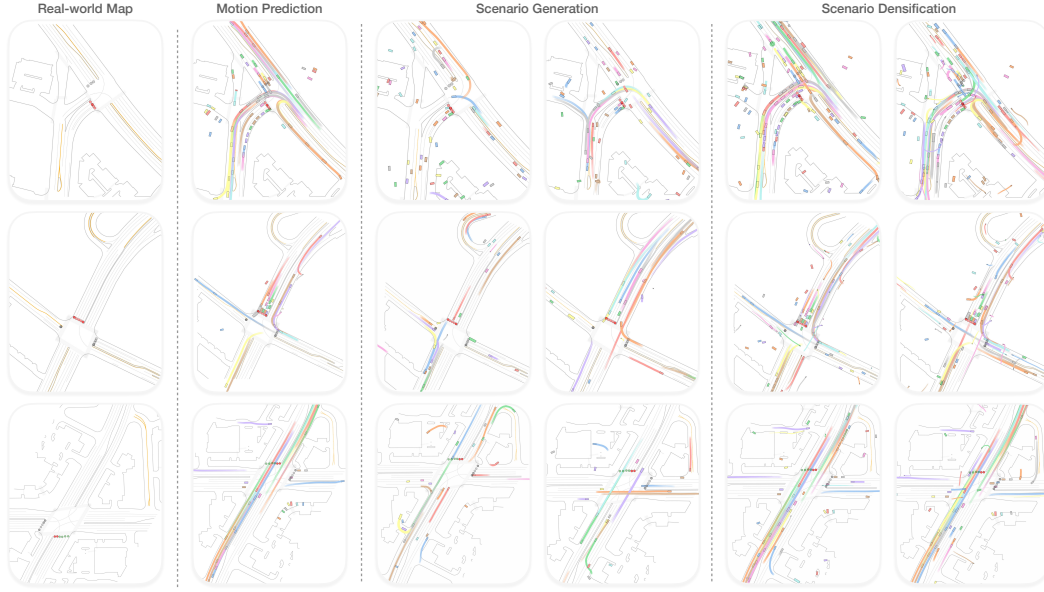 Real-world Map
Motion Prediction
Scenario Generation
Scenario Densification